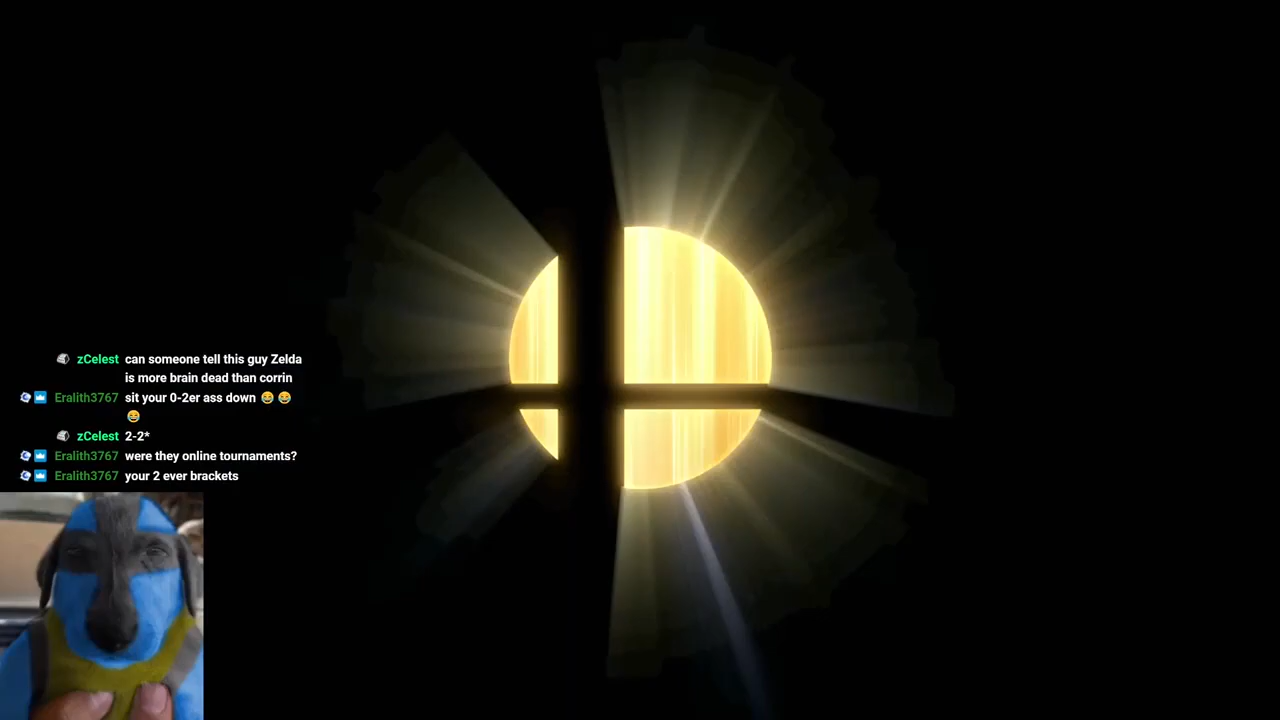 zCelest can someone tell this guy Zelda
is more brain dead than corrin
Eralith3767 sit your 0-2er ass down 😂 😂
😂
zCelest 2-2*
Eralith3767 were they online tournaments?
Eralith3767 your 2 ever brackets